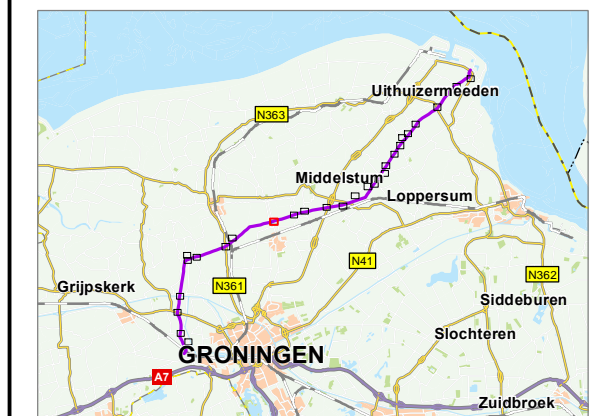 Uithuizermeeden
N363
Middelstum
Loppersum
N41
N362
Grijpskerk
N361
Siddeburen
Slochteren
GRONINGEN
A7
Zuidbroek